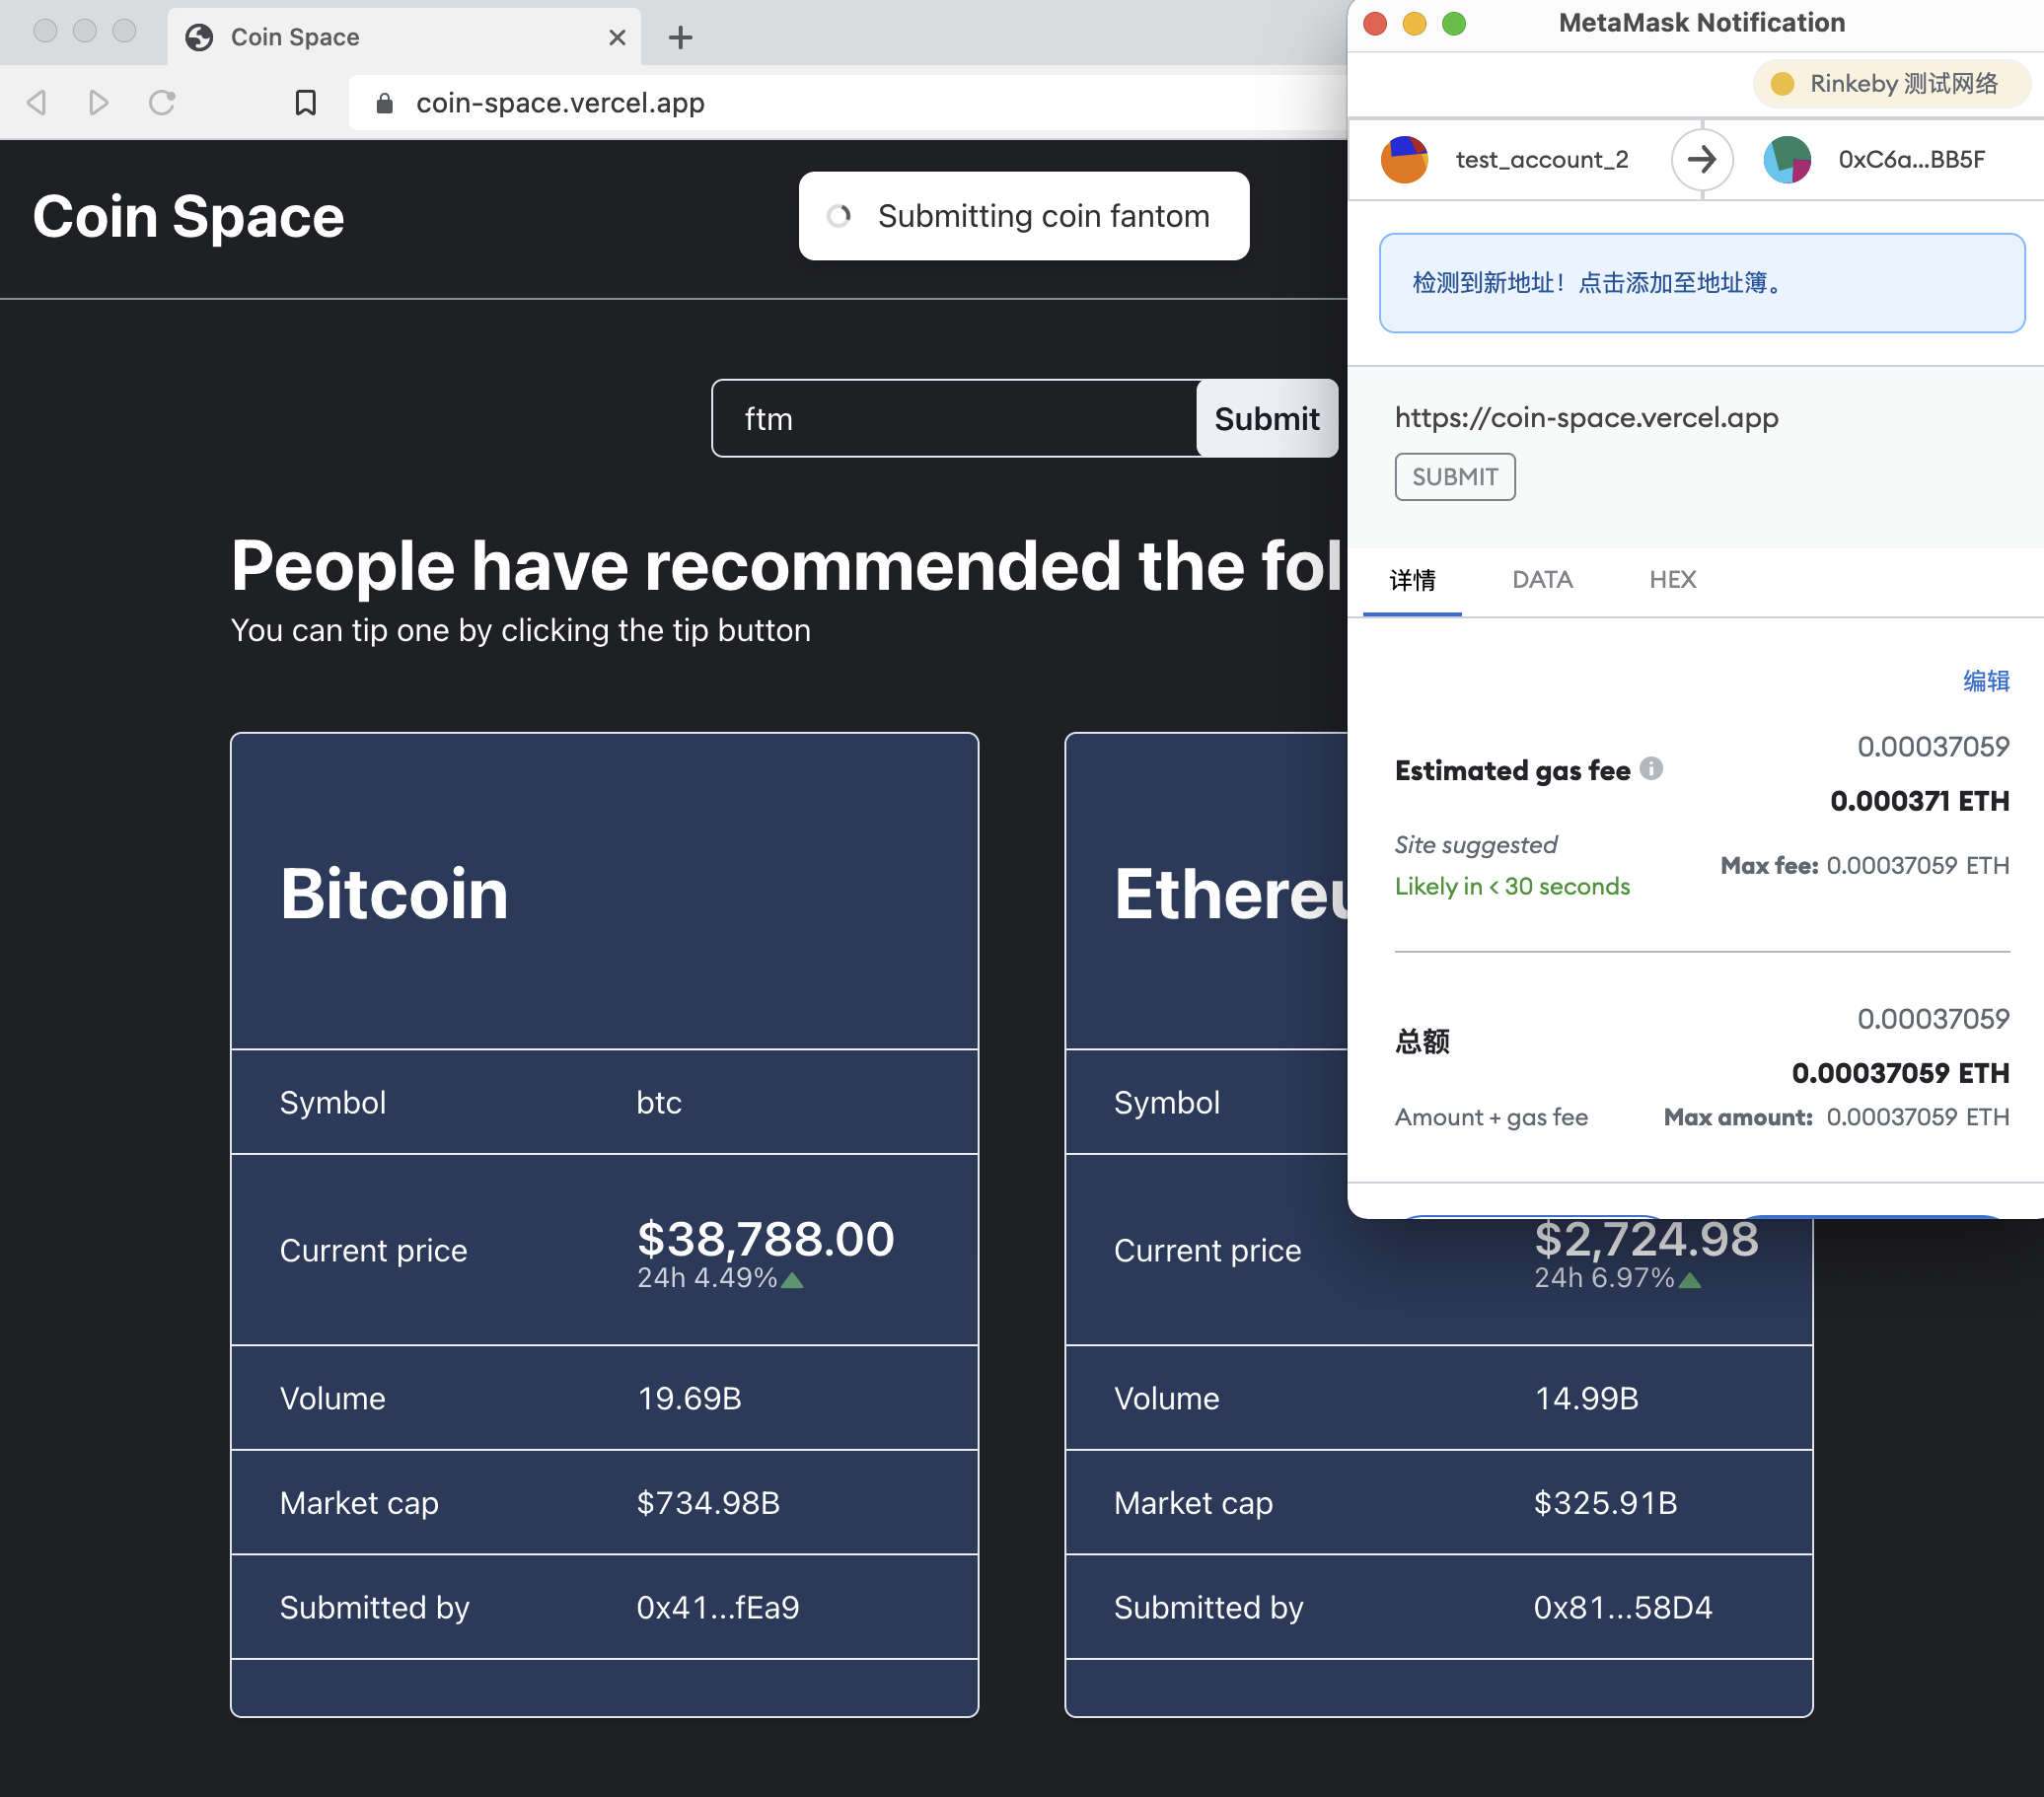 Coin Space
coin-space.vercel.app
Coin Space
Submitting coin fantom
ftm
Submit
People have recommended the fol
You can tip one by clicking the tip button
Bitcoin
Symbol btc
Current price $38,788.00
24h 4.49%
Volume 19.69B
Market cap $734.98B
Submitted by 0x41...fEa9
Ethereu
Symbol
Current price $2,724.98
24h 6.97%
Volume 14.99B
Market cap $325.91B
Submitted by 0x81...58D4
MetaMask Notification
Rinkeby 测试网络
test_account_2 0xC6a...BB5F
检测到新地址！点击添加至地址簿。
https://coin-space.vercel.app
SUBMIT
详情 DATA HEX
编辑
0.00037059
Estimated gas fee
0.000371 ETH
Site suggested
Max fee: 0.00037059 ETH
Likely in < 30 seconds
0.00037059
总额
0.00037059 ETH
Amount + gas fee Max amount: 0.00037059 ETH